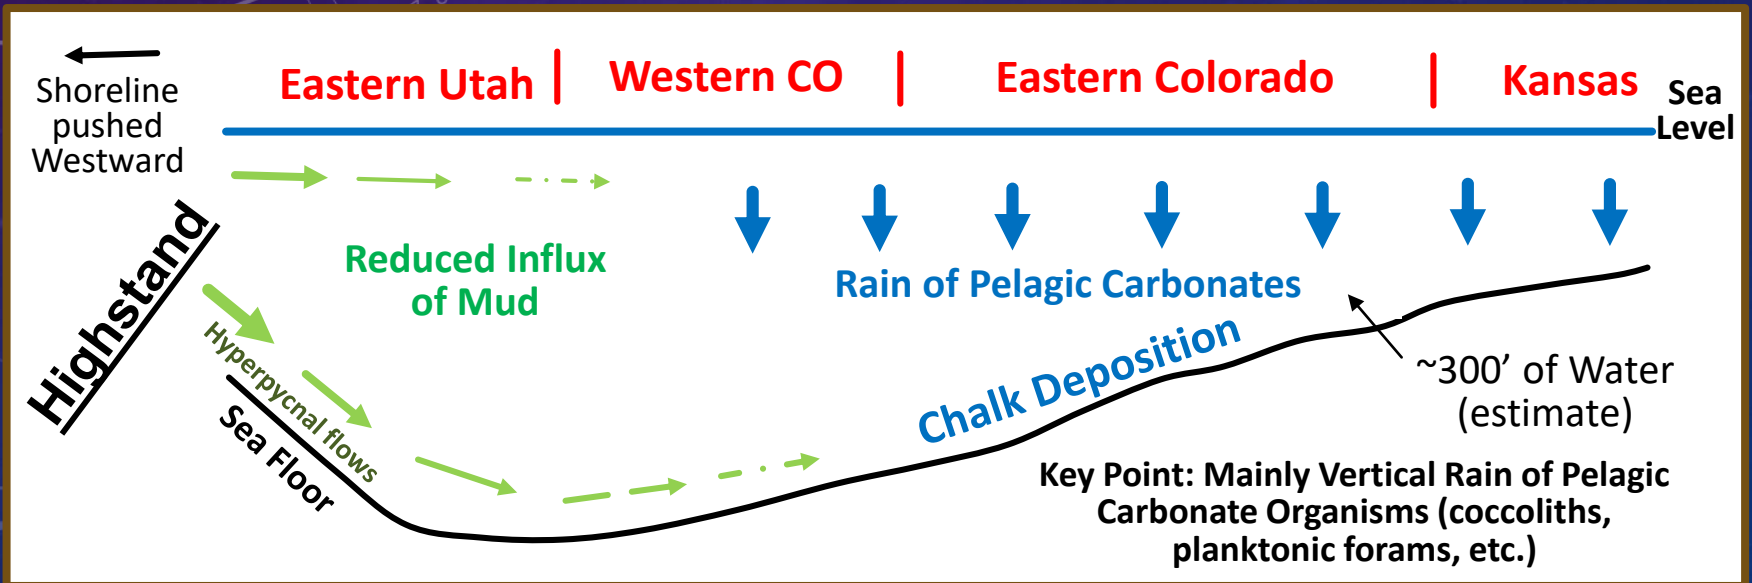 Shoreline
pushed
Westward
Eastern Utah
Western CO
Eastern Colorado
Kansas
Sea
Level
Highstand
Reduced Influx
of Mud
Rain of Pelagic Carbonates
Hyperpycnal flows
Sea Floor
Chalk Deposition
~300’ of Water
(estimate)
Key Point: Mainly Vertical Rain of Pelagic
Carbonate Organisms (coccoliths,
planktonic forams, etc.)